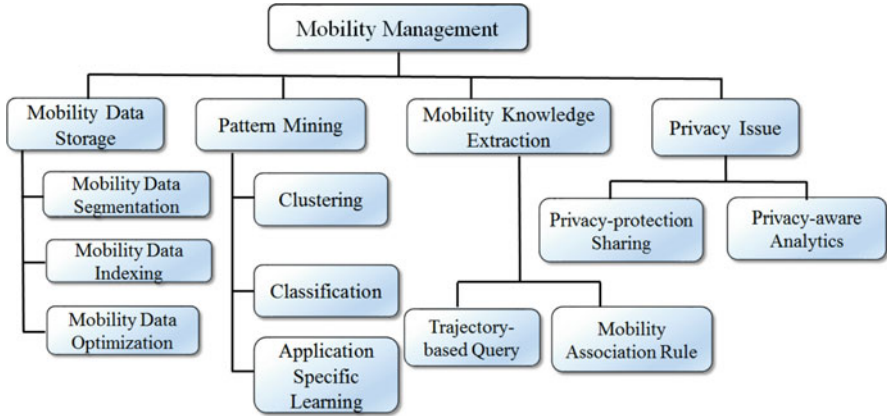 Mobility Management
Mobility Data
Storage
Pattern Mining
Mobility Knowledge
Extraction
Privacy Issue
Mobility Data
Segmentation
Mobility Data
Indexing
Mobility Data
Optimization
Clustering
Classification
Application
Specific
Learning
Trajectory-
based Query
Mobility
Association Rule
Privacy-protection
Sharing
Privacy-aware
Analytics